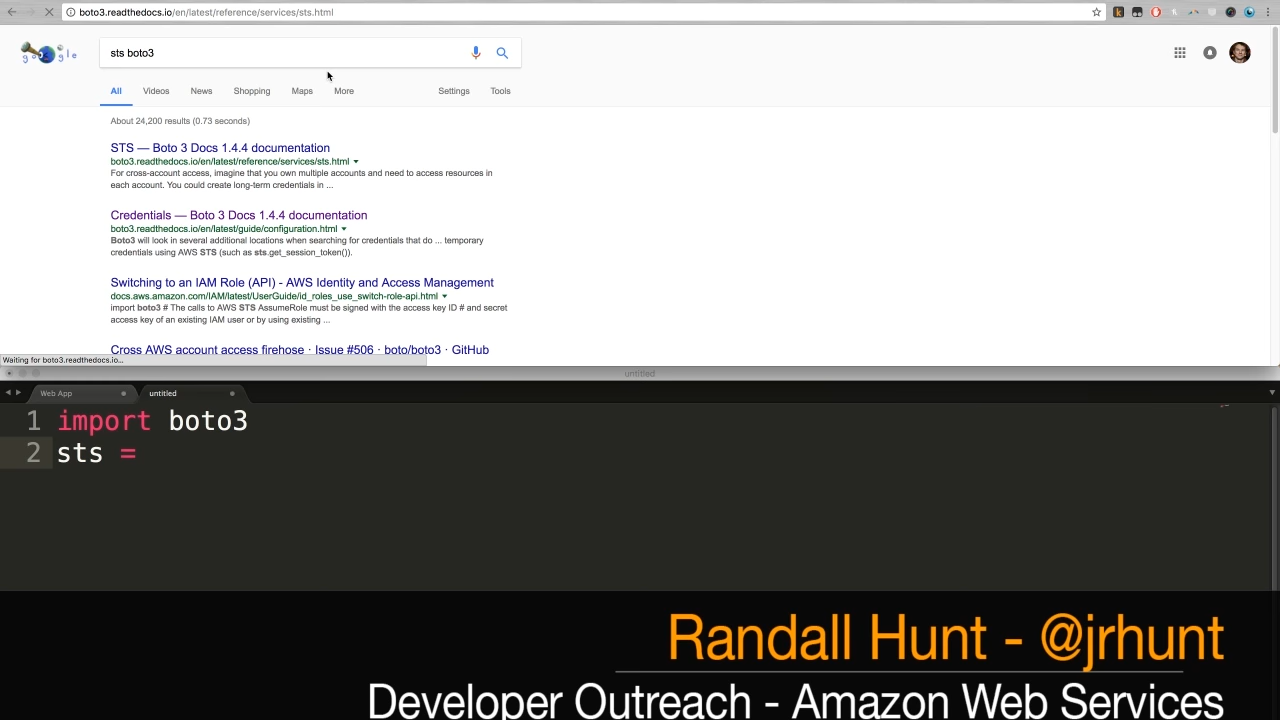 boto3.readthedocs.io/en/latest/reference/services/sts.html
sts boto3
All Videos News Shopping Maps More Settings Tools
About 24,200 results (0.73 seconds)
STS — Boto 3 Docs 1.4.4 documentation
boto3.readthedocs.io/en/latest/reference/services/sts.html
For cross-account access, imagine that you own multiple accounts and need to access resources in
each account. You could create long-term credentials in ...
Credentials — Boto 3 Docs 1.4.4 documentation
boto3.readthedocs.io/en/latest/guide/configuration.html
Boto3 will look in several additional locations when searching for credentials that do ... temporary
credentials using AWS STS (such as sts.get_session_token()).
Switching to an IAM Role (API) - AWS Identity and Access Management
docs.aws.amazon.com/IAM/latest/UserGuide/id_roles_use_switch-role-api.html
import boto3 # The calls to AWS STS AssumeRole must be signed with the access key ID # and secret
access key of an existing IAM user or by using existing ...
Cross AWS account access firehose · Issue #506 · boto/boto3 · GitHub
Waiting for boto3.readthedocs.io...
untitled
Web App untitled
1 import boto3
2 sts =
Randall Hunt - @jrhunt
Developer Outreach - Amazon Web Services